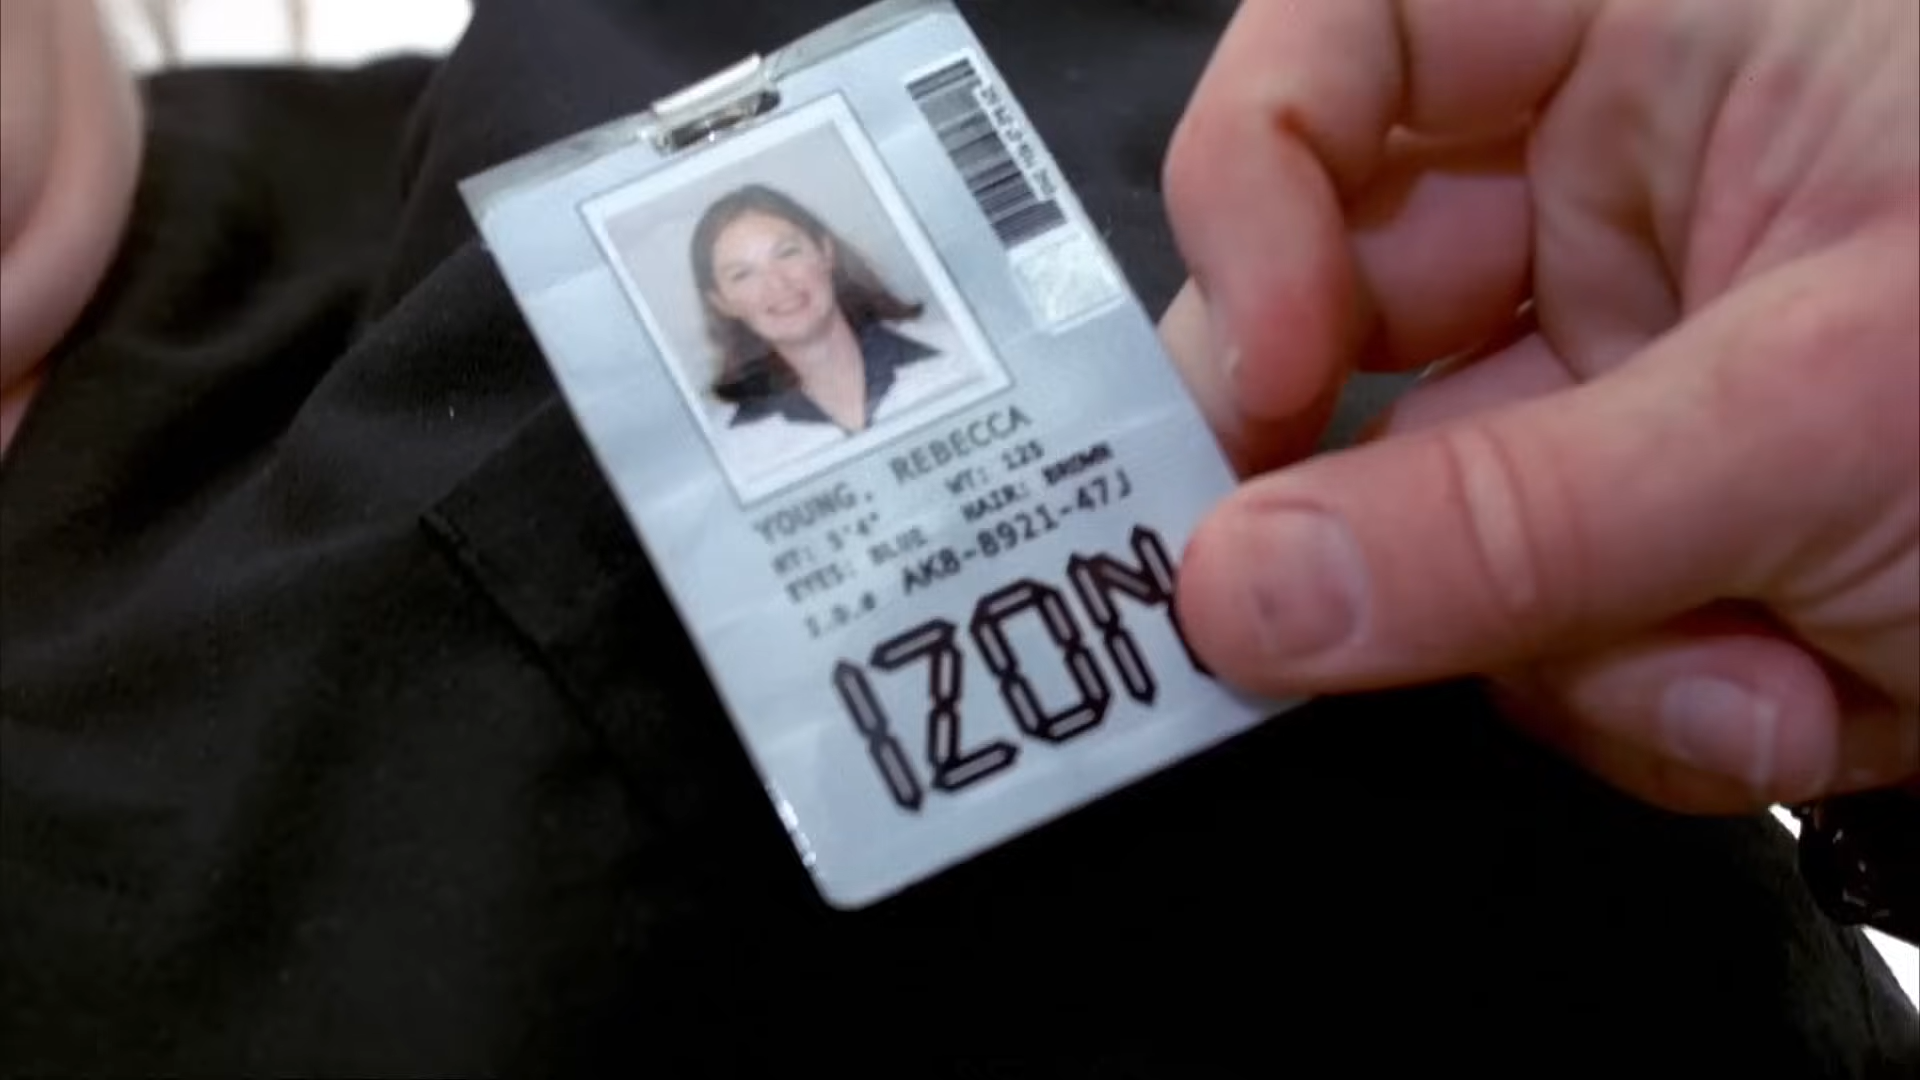 YOUNG, REBECCA
HT: 5'4" WT: 125
EYES: BLUE HAIR: BROWN
I.D.# AKB-8921-47J
IZON